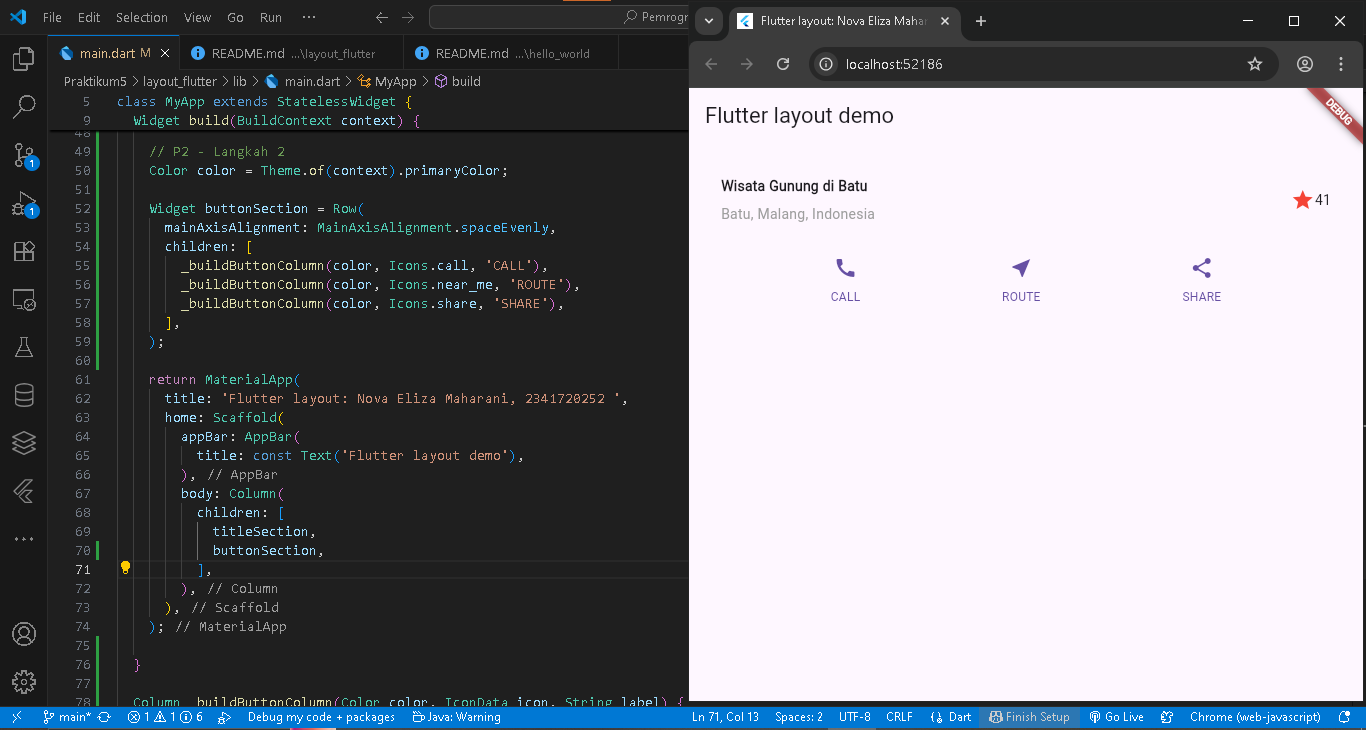 File Edit Selection View Go Run ··· Pemrogr
main.dart M README.md ...\layout_flutter README.md ...\hello_world
Praktikum5 > layout_flutter > lib > main.dart > MyApp > build
5 class MyApp extends StatelessWidget {
9 Widget build(BuildContext context) {
48
49 // P2 - Langkah 2
50 Color color = Theme.of(context).primaryColor;
51
52 Widget buttonSection = Row(
53 mainAxisAlignment: MainAxisAlignment.spaceEvenly,
54 children: [
55 _buildButtonColumn(color, Icons.call, 'CALL'),
56 _buildButtonColumn(color, Icons.near_me, 'ROUTE'),
57 _buildButtonColumn(color, Icons.share, 'SHARE'),
58 ],
59 );
60
61 return MaterialApp(
62 title: 'Flutter layout: Nova Eliza Maharani, 2341720252 ',
63 home: Scaffold(
64 appBar: AppBar(
65 title: const Text('Flutter layout demo'),
66 ), // AppBar
67 body: Column(
68 children: [
69 titleSection,
70 buttonSection,
71 ],
72 ), // Column
73 ), // Scaffold
74 ); // MaterialApp
75
76 }
77
78 Column _buildButtonColumn(Color color, IconData icon, String label) {
1
1
main* 1 1 6 Debug my code + packages Java: Warning
Ln 71, Col 13 Spaces: 2 UTF-8 CRLF Dart Finish Setup Go Live Chrome (web-javascript)
Flutter layout: Nova Eliza Mahar
localhost:52186
Flutter layout demo
DEBUG
Wisata Gunung di Batu
Batu, Malang, Indonesia
41
CALL ROUTE SHARE